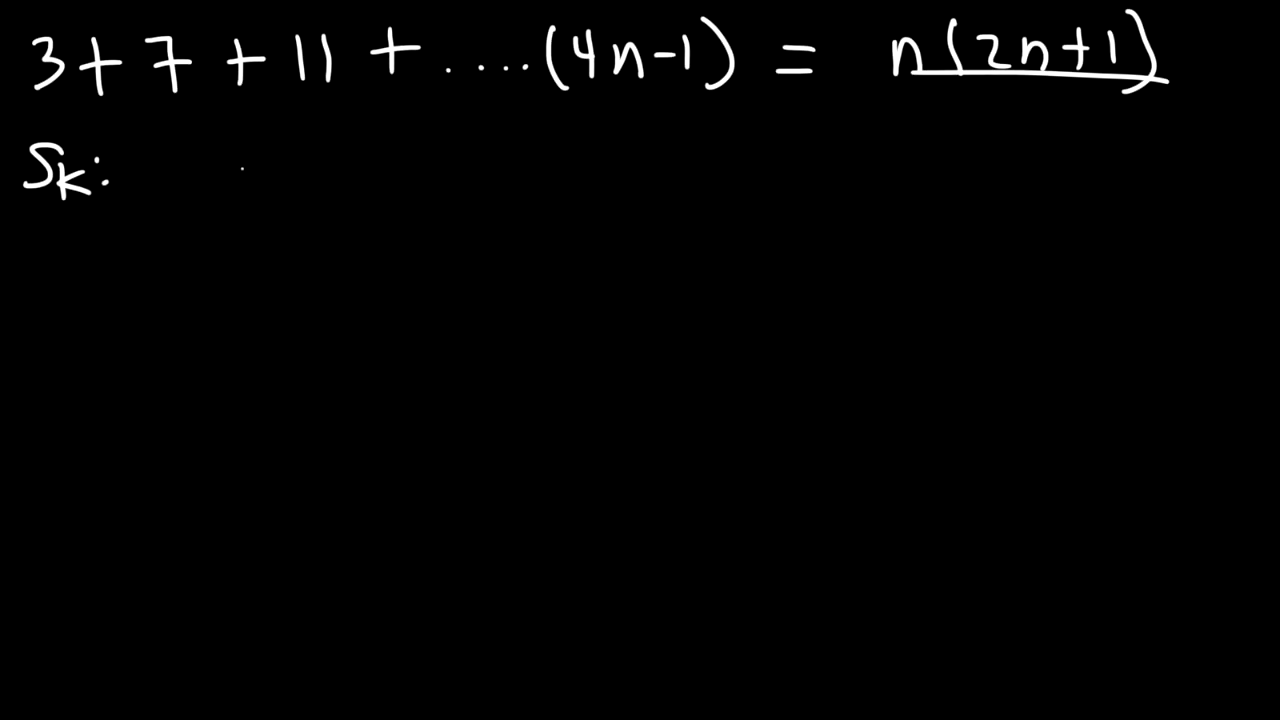 3 + 7 + 11 + .....(4n-1) = n(2n+1)
Sk: